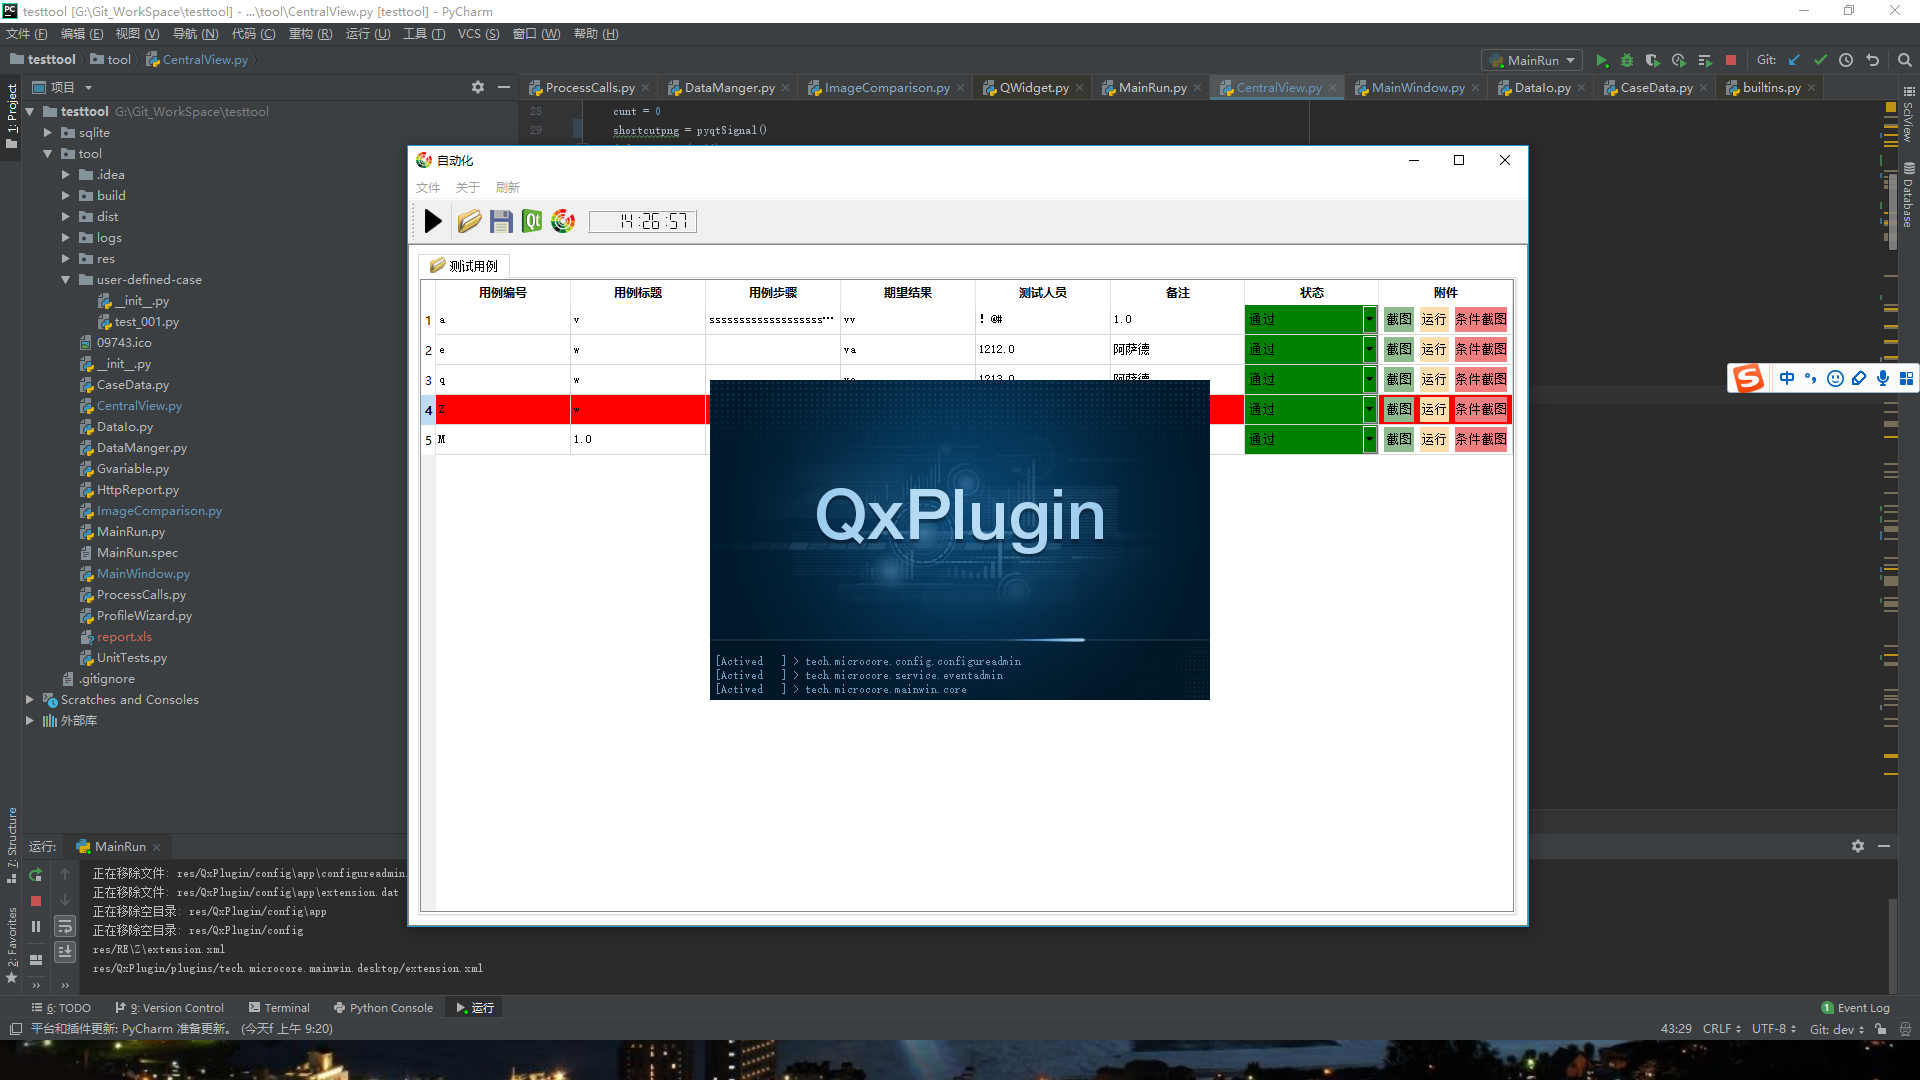 testtool [G:\Git_WorkSpace\testtool] - ...\tool\CentralView.py [testtool] - PyCharm
文件 (F) 编辑 (E) 视图 (V) 导航 (N) 代码 (C) 重构 (R) 运行 (U) 工具 (T) VCS (S) 窗口 (W) 帮助 (H)
testtool tool CentralView.py MainRun Git:
1: Project
项目
ProcessCalls.py DataManger.py ImageComparison.py QWidget.py MainRun.py CentralView.py MainWindow.py DataIo.py CaseData.py builtins.py
28 cunt = 0
29 shortcutpng = pyqtSignal()
SciView
Database
testtool G:\Git_WorkSpace\testtool
sqlite
tool
.idea
build
dist
logs
res
user-defined-case
__init__.py
test_001.py
09743.ico
__init__.py
CaseData.py
CentralView.py
DataIo.py
DataManger.py
Gvariable.py
HttpReport.py
ImageComparison.py
MainRun.py
MainRun.spec
MainWindow.py
ProcessCalls.py
ProfileWizard.py
report.xls
UnitTests.py
.gitignore
Scratches and Consoles
外部库
自动化
文件 关于 刷新
Qt 14:26:57
测试用例
用例编号 用例标题 用例步骤 期望结果 测试人员 备注 状态 附件
1 a v sssssssssssssssssss… vv ！@# 1.0 通过 截图 运行 条件截图
2 e w va 1212.0 阿萨德 通过 截图 运行 条件截图
3 q w 1213.0 阿萨德 通过 截图 运行 条件截图
4 Z w 通过 截图 运行 条件截图
5 M 1.0 通过 截图 运行 条件截图
QxPlugin
[Actived ] > tech.microcore.config.configureadmin
[Actived ] > tech.microcore.service.eventadmin
[Actived ] > tech.microcore.mainwin.core
中
7: Structure
2: Favorites
运行: MainRun
正在移除文件: res/QxPlugin/config\app\configureadmin.
正在移除文件: res/QxPlugin/config\app\extension.dat
正在移除空目录: res/QxPlugin/config\app
正在移除空目录: res/QxPlugin/config
res/RE\Z\extension.xml
res/QxPlugin/plugins/tech.microcore.mainwin.desktop/extension.xml
6: TODO 9: Version Control Terminal Python Console 运行 1 Event Log
平台和插件更新: PyCharm 准备更新。 (今天f 上午 9:20) 43:29 CRLF UTF-8 Git: dev